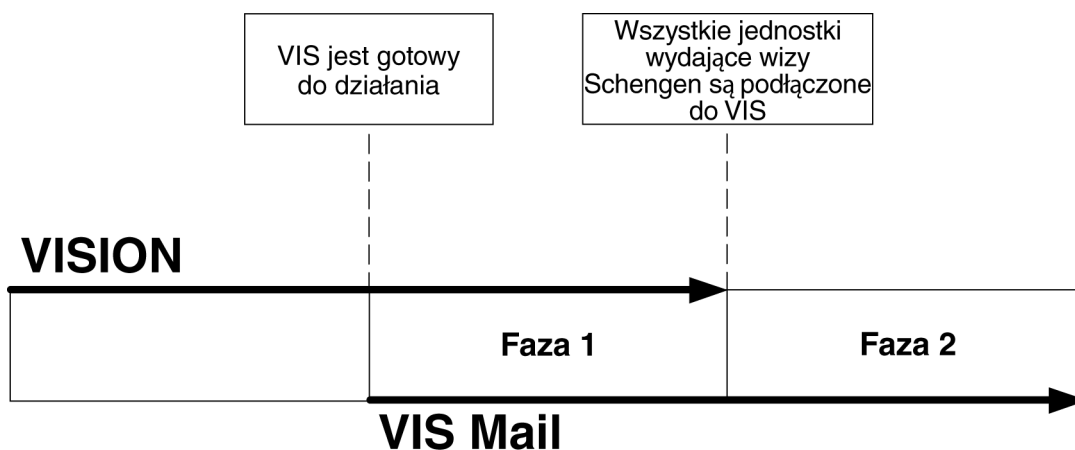 VIS jest gotowy
do działania
Wszystkie jednostki
wydające wizy
Schengen są podłączone
do VIS
VISION
Faza 1
Faza 2
VIS Mail